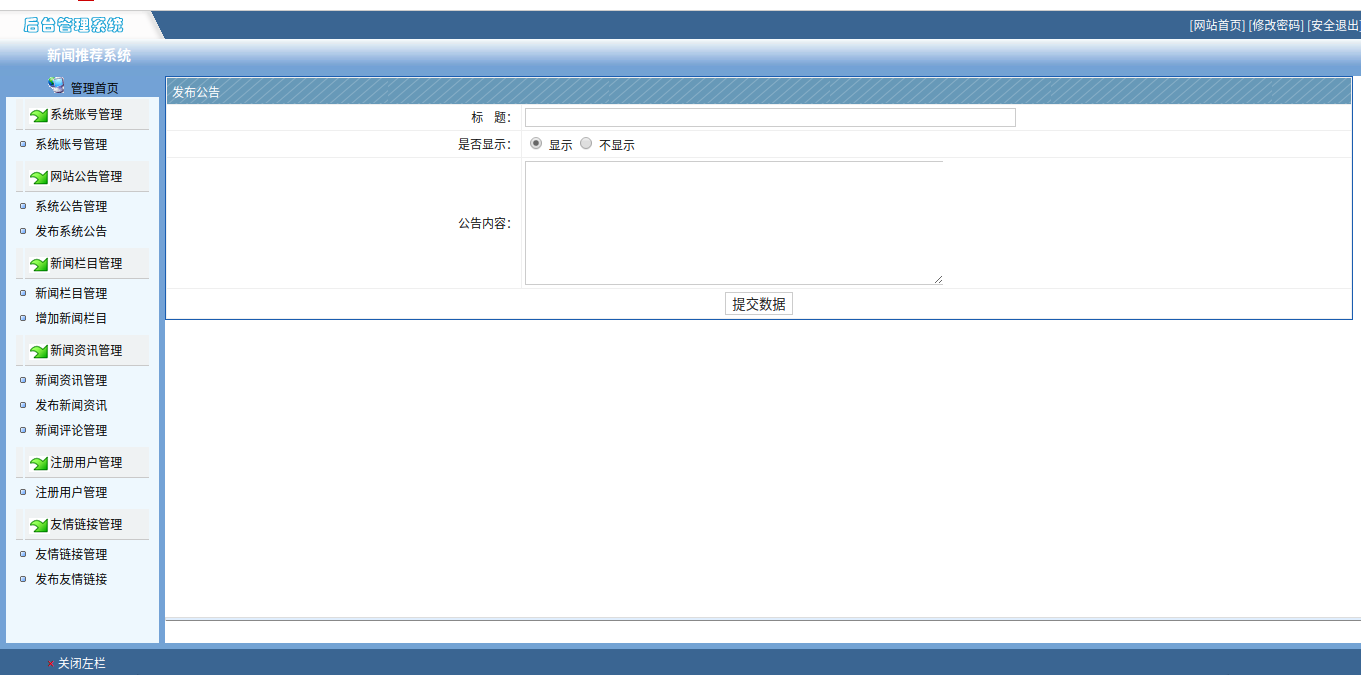 后台管理系统
[网站首页] [修改密码] [安全退出]
新闻推荐系统
管理首页
系统账号管理
系统账号管理
网站公告管理
系统公告管理
发布系统公告
新闻栏目管理
新闻栏目管理
增加新闻栏目
新闻资讯管理
新闻资讯管理
发布新闻资讯
新闻评论管理
注册用户管理
注册用户管理
友情链接管理
友情链接管理
发布友情链接
发布公告
标 题:
是否显示: 显示 不显示
公告内容:
提交数据
× 关闭左栏